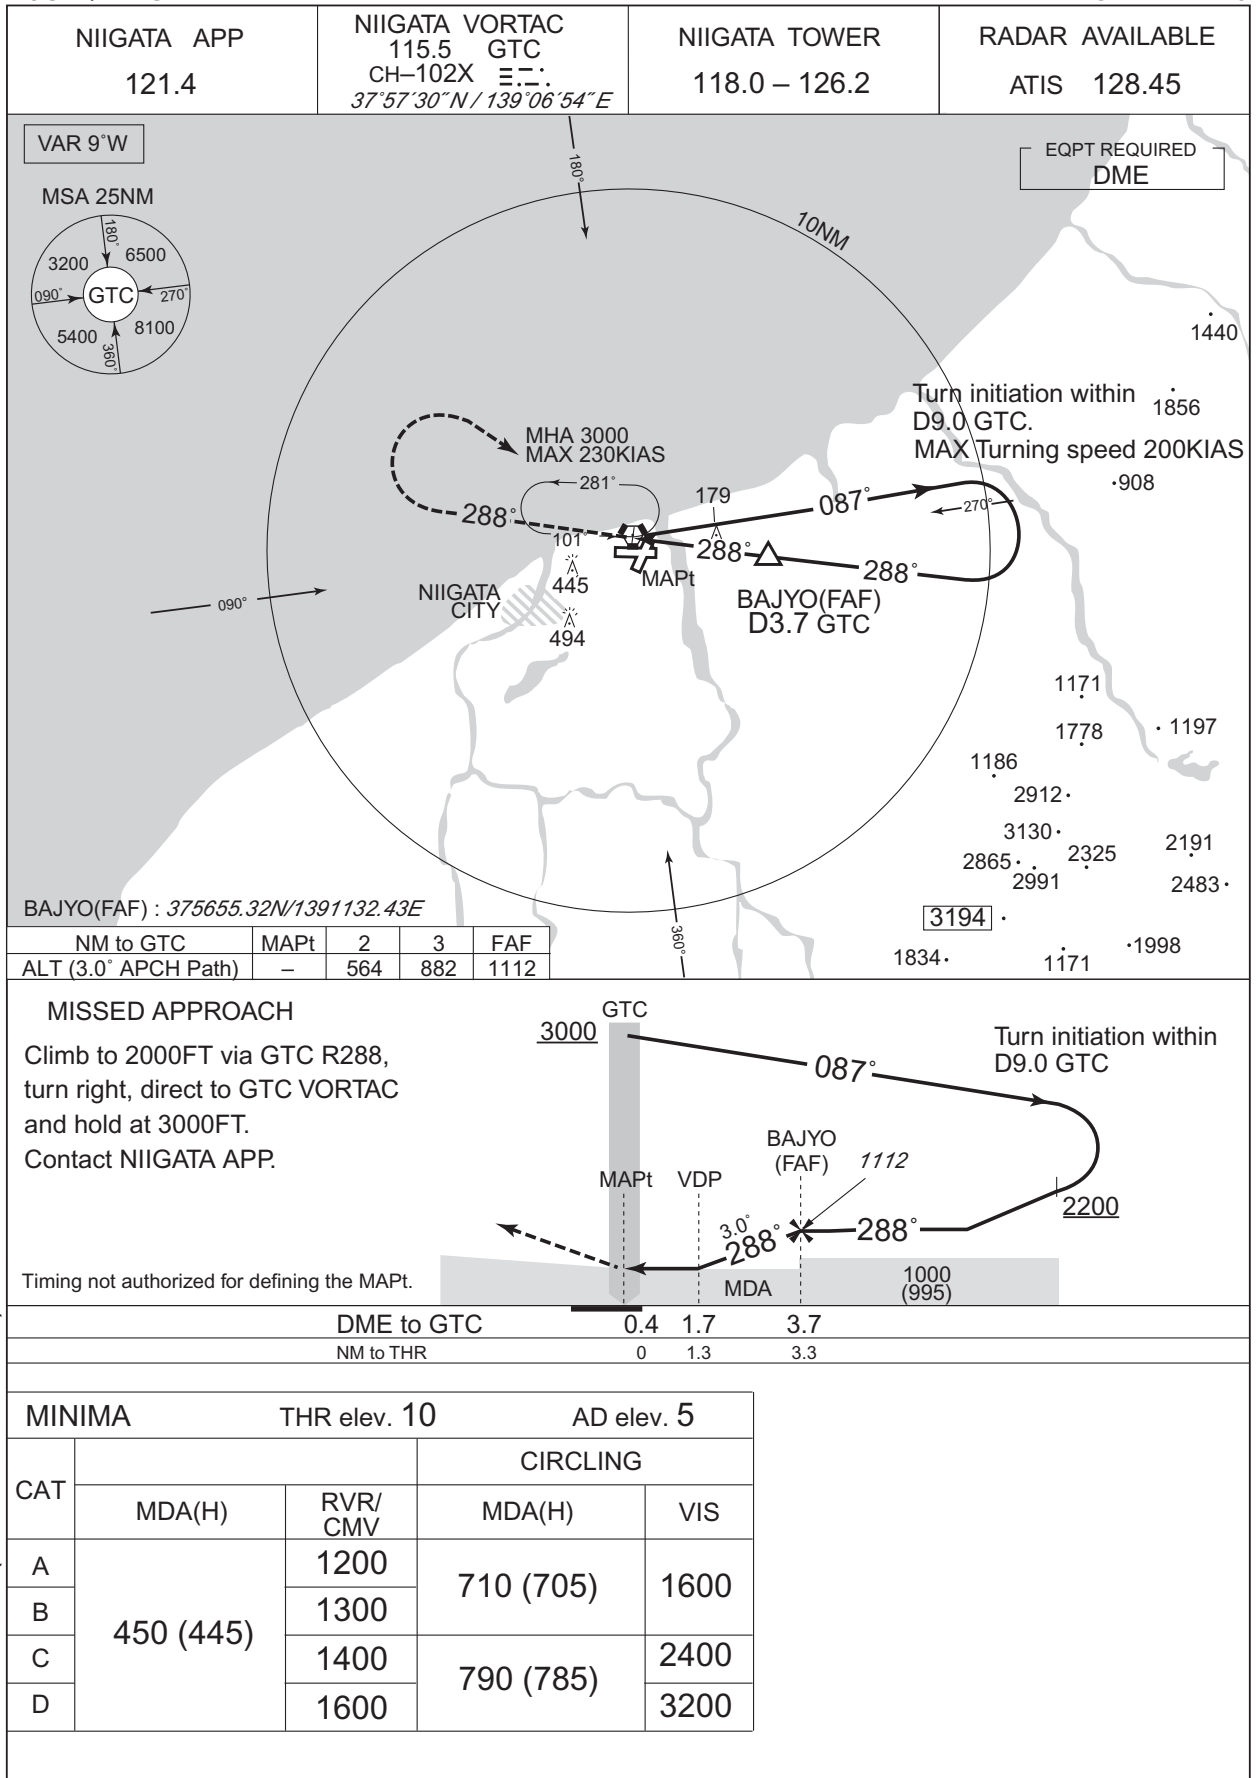 NIIGATA APP
121.4
NIIGATA VORTAC
115.5 GTC
CH–102X
37°57´30˝N / 139°06´54˝E
NIIGATA TOWER
118.0 – 126.2
RADAR AVAILABLE
ATIS 128.45
VAR 9°W
EQPT REQUIRED
DME
MSA 25NM
180°
3200
6500
090°
GTC
270°
5400
8100
360°
180°
10NM
1440
Turn initiation within
D9.0 GTC.
MAX Turning speed 200KIAS
1856
908
MHA 3000
MAX 230KIAS
281°
179
087°
270°
288°
101°
288°
288°
MAPt
445
NIIGATA
CITY
494
090°
BAJYO(FAF)
D3.7 GTC
1171
1778
1197
1186
2912
3130
2865
2325
2191
2991
2483
3194
1834
1171
1998
360°
BAJYO(FAF) : 375655.32N/1391132.43E
NM to GTC MAPt 2 3 FAF
ALT (3.0° APCH Path) – 564 882 1112
MISSED APPROACH
Climb to 2000FT via GTC R288,
turn right, direct to GTC VORTAC
and hold at 3000FT.
Contact NIIGATA APP.
GTC
3000
087°
Turn initiation within
D9.0 GTC
BAJYO
(FAF)
1112
MAPt
VDP
2200
3.0°
288°
288°
Timing not authorized for defining the MAPt.
MDA
1000
(995)
DME to GTC 0.4 1.7 3.7
NM to THR 0 1.3 3.3
MINIMA THR elev. 10 AD elev. 5
CAT
CIRCLING
MDA(H)
RVR/
CMV
MDA(H)
VIS
A
B
C
D
450 (445)
1200
1300
1400
1600
710 (705)
790 (785)
1600
2400
3200